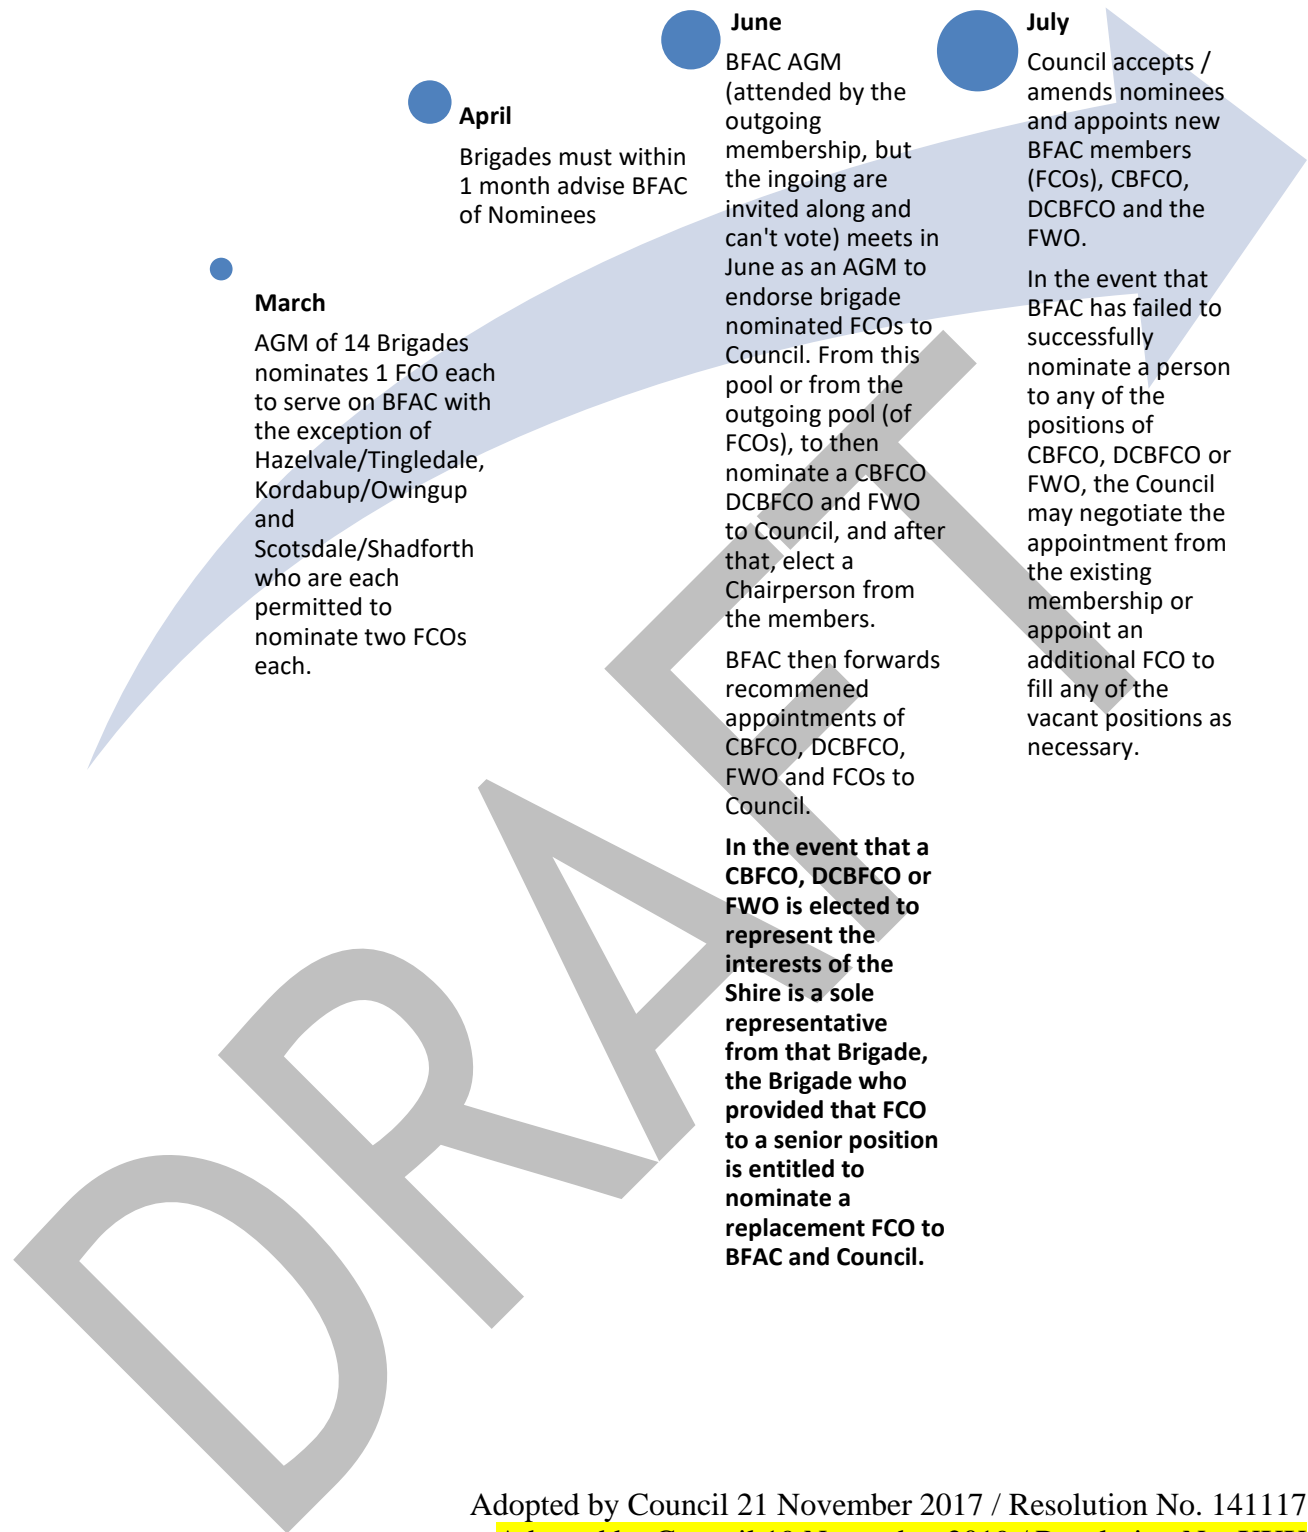 March
AGM of 14 Brigades
nominates 1 FCO each
to serve on BFAC with
the exception of
Hazelvale/Tingledale,
Kordabup/Owingup
and
Scotsdale/Shadforth
who are each
permitted to
nominate two FCOs
each.
April
Brigades must within
1 month advise BFAC
of Nominees
June
BFAC AGM
(attended by the
outgoing
membership, but
the ingoing are
invited along and
can't vote) meets in
June as an AGM to
endorse brigade
nominated FCOs to
Council. From this
pool or from the
outgoing pool (of
FCOs), to then
nominate a CBFCO
DCBFCO and FWO
to Council, and after
that, elect a
Chairperson from
the members.
BFAC then forwards
recommened
appointments of
CBFCO, DCBFCO,
FWO and FCOs to
Council.
In the event that a
CBFCO, DCBFCO or
FWO is elected to
represent the
interests of the
Shire is a sole
representative
from that Brigade,
the Brigade who
provided that FCO
to a senior position
is entitled to
nominate a
replacement FCO to
BFAC and Council.
July
Council accepts /
amends nominees
and appoints new
BFAC members
(FCOs), CBFCO,
DCBFCO and the
FWO.
In the event that
BFAC has failed to
successfully
nominate a person
to any of the
positions of
CBFCO, DCBFCO or
FWO, the Council
may negotiate the
appointment from
the existing
membership or
appoint an
additional FCO to
fill any of the
vacant positions as
necessary.
DRAFT
Adopted by Council 21 November 2017 / Resolution No. 141117